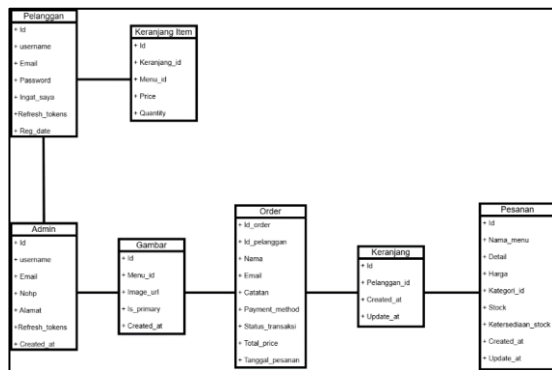 Pelanggan
+ Id
+ username
+ Email
+ Password
+ Ingat_saya
+Refresh_tokens
+ Reg_date
Keranjang Item
+ Id
+ Keranjang_id
+ Menu_id
+ Price
+ Quantity
Admin
+ Id
+ username
+ Email
+ Nohp
+ Alamat
+Refresh_tokens
+ Created_at
Gambar
+ Id
+ Menu_id
+ Image_url
+ Is_primary
+ Created_at
Order
+ Id_order
+ Id_pelanggan
+ Nama
+ Email
+ Catatan
+ Payment_method
+ Status_transaksi
+ Total_price
+ Tanggal_pesanan
Keranjang
+ Id
+ Pelanggan_id
+ Created_at
+ Update_at
Pesanan
+ Id
+ Nama_menu
+ Detail
+ Harga
+ Kategori_id
+ Stock
+ Ketersediaan_stock
+ Created_at
+ Update_at